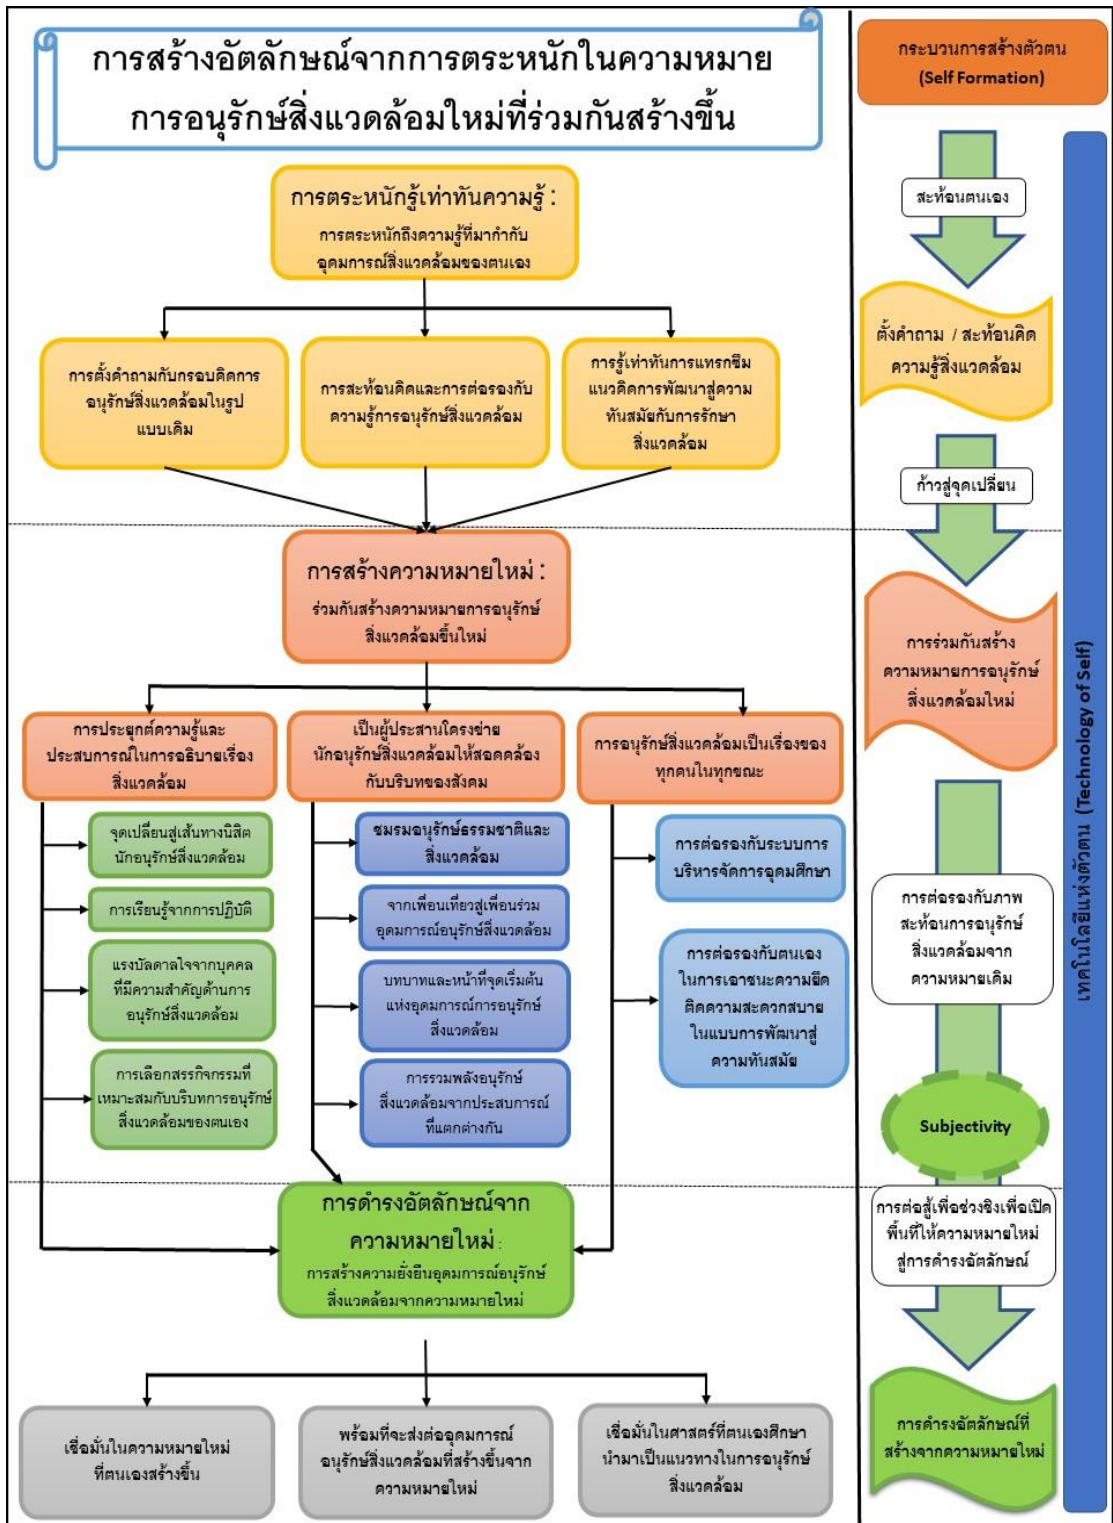 การสร้างอัตลักษณ์จากการตระหนักในความหมาย
การอนุรักษ์สิ่งแวดล้อมใหม่ที่ร่วมกันสร้างขึ้น
การตระหนักรู้เท่าทันความรู้ :
การตระหนักถึงความรู้ที่มากำกับ
อุดมการณ์สิ่งแวดล้อมของตนเอง
การตั้งคำถามกับกรอบคิดการ
อนุรักษ์สิ่งแวดล้อมในรูป
แบบเดิม
การสะท้อนคิดและการต่อรองกับ
ความรู้การอนุรักษ์สิ่งแวดล้อม
การรู้เท่าทันการแทรกซึม
แนวคิดการพัฒนาสู่ความ
ทันสมัยกับการรักษา
สิ่งแวดล้อม
การสร้างความหมายใหม่ :
ร่วมกันสร้างความหมายการอนุรักษ์
สิ่งแวดล้อมขึ้นใหม่
การประยุกต์ความรู้และ
ประสบการณ์ในการอธิบายเรื่อง
สิ่งแวดล้อม
จุดเปลี่ยนสู่เส้นทางนิสิต
นักอนุรักษ์สิ่งแวดล้อม
การเรียนรู้จากการปฏิบัติ
แรงบัลดาลใจจากบุคคล
ที่มีความสำคัญด้านการ
อนุรักษ์สิ่งแวดล้อม
การเลือกสรรกิจกรรมที่
เหมาะสมกับบริบทการอนุรักษ์
สิ่งแวดล้อมของตนเอง
เป็นผู้ประสานโครงข่าย
นักอนุรักษ์สิ่งแวดล้อมให้สอดคล้อง
กับบริบทของสังคม
ชมรมอนุรักษ์ธรรมชาติและ
สิ่งแวดล้อม
จากเพื่อนเที่ยวสู่เพื่อนร่วม
อุดมการณ์อนุรักษ์สิ่งแวดล้อม
บทบาทและหน้าที่จุดเริ่มต้น
แห่งอุดมการณ์การอนุรักษ์
สิ่งแวดล้อม
การรวมพลังอนุรักษ์
สิ่งแวดล้อมจากประสบการณ์
ที่แตกต่างกัน
การอนุรักษ์สิ่งแวดล้อมเป็นเรื่องของ
ทุกคนในทุกขณะ
การต่อรองกับระบบการ
บริหารจัดการอุดมศึกษา
การต่อรองกับตนเอง
ในการเอาชนะความยึด
ติดความสะดวกสบาย
ในแบบการพัฒนาสู่
ความทันสมัย
การดำรงอัตลักษณ์จาก
ความหมายใหม่ :
การสร้างความยั่งยืนอุดมการณ์อนุรักษ์
สิ่งแวดล้อมจากความหมายใหม่
เชื่อมั่นในความหมายใหม่
ที่ตนเองสร้างขึ้น
พร้อมที่จะส่งต่ออุดมการณ์
อนุรักษ์สิ่งแวดล้อมที่สร้างขึ้นจาก
ความหมายใหม่
เชื่อมั่นในศาสตร์ที่ตนเองศึกษา
นำมาเป็นแนวทางในการอนุรักษ์
สิ่งแวดล้อม
กระบวนการสร้างตัวตน
(Self Formation)
สะท้อนตนเอง
ตั้งคำถาม / สะท้อนคิด
ความรู้สิ่งแวดล้อม
ก้าวสู่จุดเปลี่ยน
การร่วมกันสร้าง
ความหมายการอนุรักษ์
สิ่งแวดล้อมใหม่
การต่อรองกับภาพ
สะท้อนการอนุรักษ์
สิ่งแวดล้อมจาก
ความหมายเดิม
Subjectivity
การต่อสู้เพื่อช่วงชิงเพื่อเปิด
พื้นที่ให้ความหมายใหม่
สู่การดำรงอัตลักษณ์
การดำรงอัตลักษณ์ที่
สร้างจากความหมายใหม่
เทคโนโลยีแห่งตัวตน (Technology of Self)